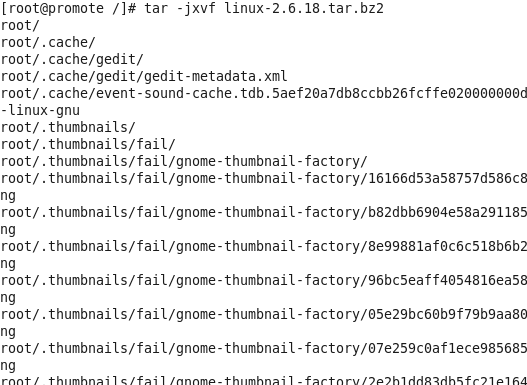 [root@promote /]# tar -jxvf linux-2.6.18.tar.bz2
root/
root/.cache/
root/.cache/gedit/
root/.cache/gedit/gedit-metadata.xml
root/.cache/event-sound-cache.tdb.5aef20a7db8ccbb26fcffe020000000d
-linux-gnu
root/.thumbnails/
root/.thumbnails/fail/
root/.thumbnails/fail/gnome-thumbnail-factory/
root/.thumbnails/fail/gnome-thumbnail-factory/16166d53a58757d586c8
ng
root/.thumbnails/fail/gnome-thumbnail-factory/b82dbb6904e58a291185
ng
root/.thumbnails/fail/gnome-thumbnail-factory/8e99881af0c6c518b6b2
ng
root/.thumbnails/fail/gnome-thumbnail-factory/96bc5eaff4054816ea58
ng
root/.thumbnails/fail/gnome-thumbnail-factory/05e29bc60b9f79b9aa80
ng
root/.thumbnails/fail/gnome-thumbnail-factory/07e259c0af1ece985685
ng
root/.thumbnails/fail/gnome-thumbnail-factory/2e2b1dd83db5fc21e164